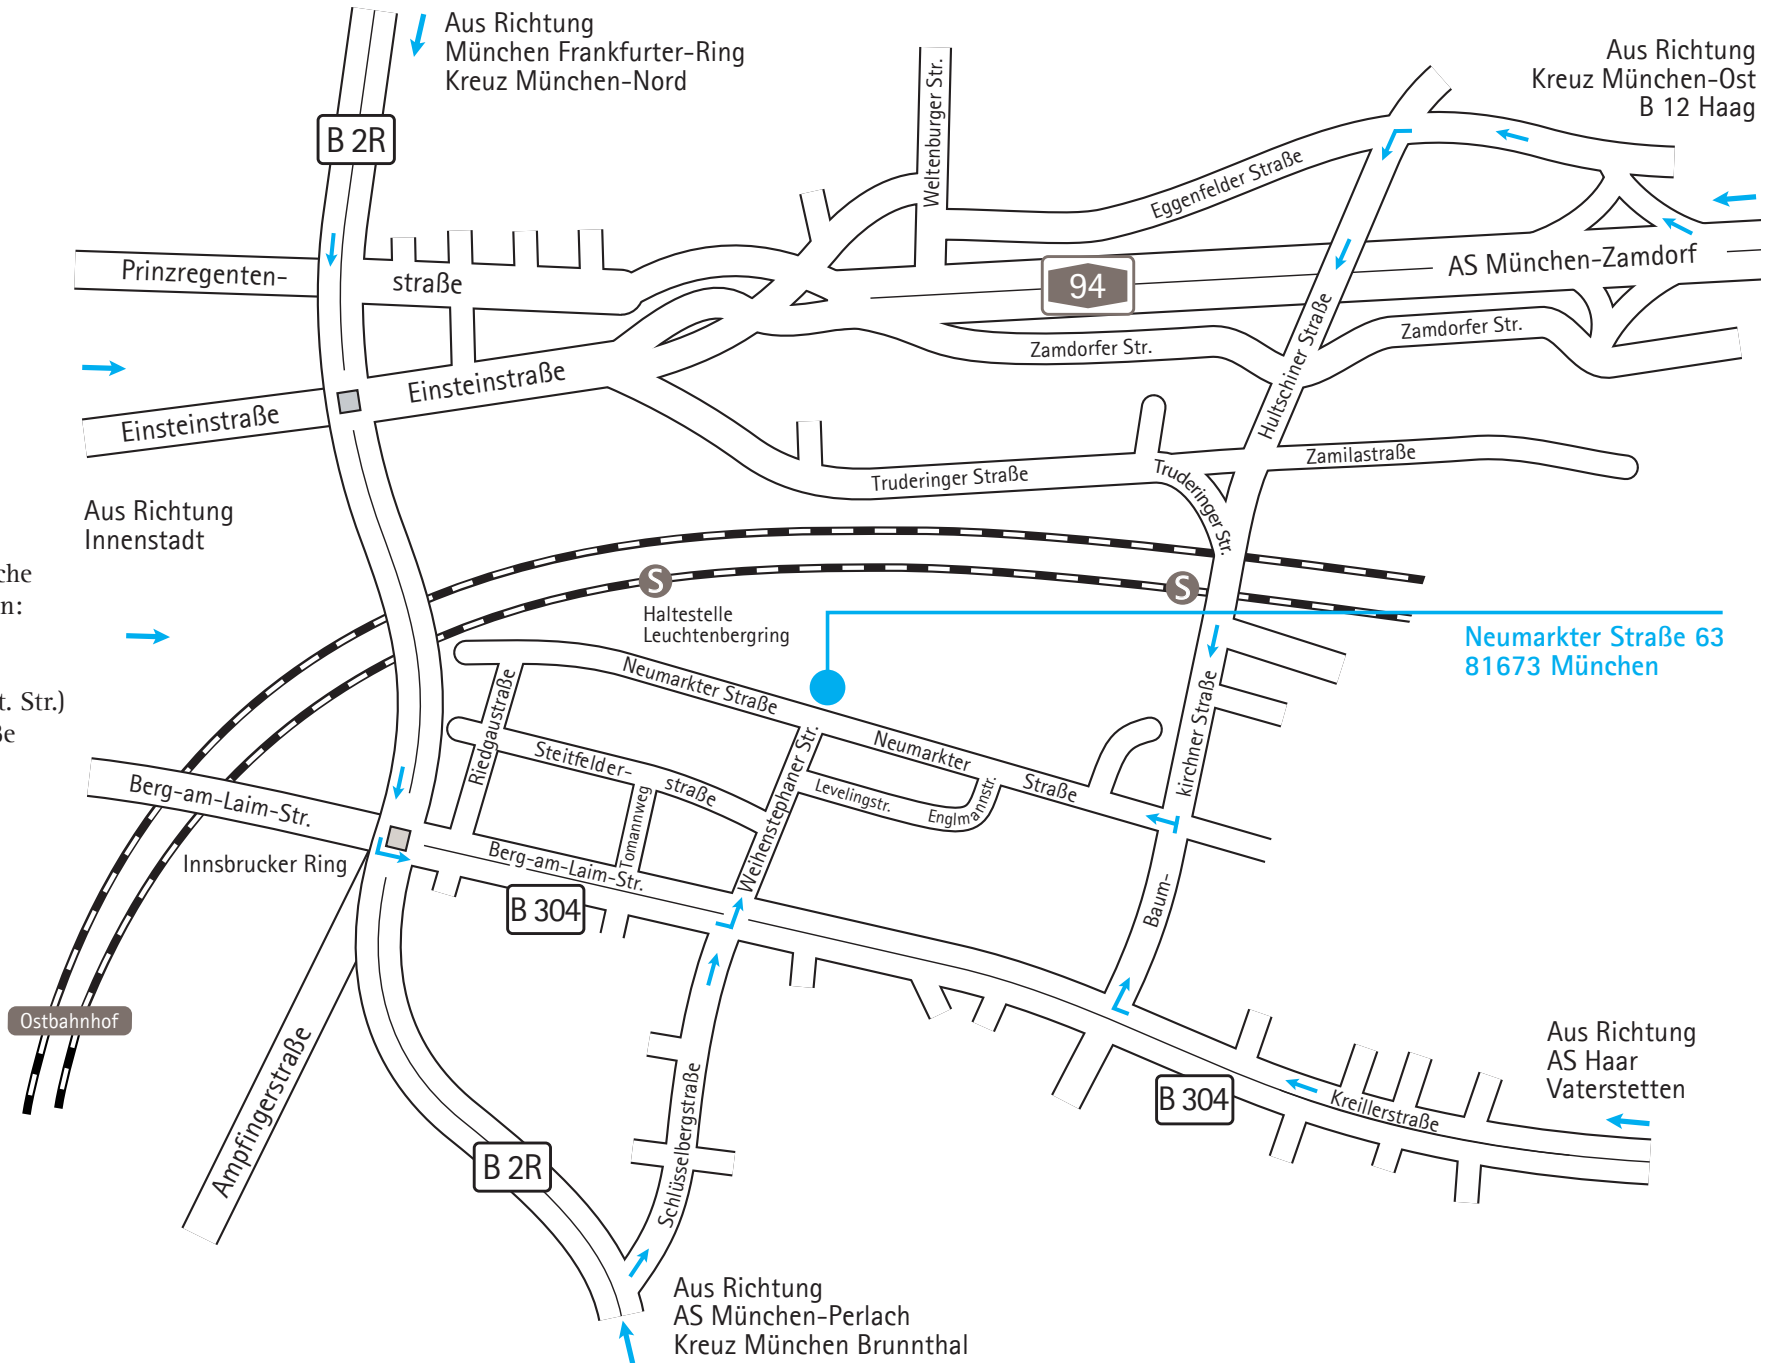 Aus Richtung
München Frankfurter-Ring
Kreuz München-Nord
Aus Richtung
Kreuz München-Ost
B 12 Haag
B 2R
Weltenburger Str.
Eggenfelder Straße
Prinzregenten-
straße
94
AS München-Zamdorf
Zamdorfer Str.
Zamdorfer Str.
Hultschiner Straße
Einsteinstraße
Einsteinstraße
Truderinger Straße
Truderinger Str.
Zamilastraße
Aus Richtung
Innenstadt
che
n:
t. Str.)
ße
S
S
Haltestelle
Leuchtenbergring
Neumarkter Straße 63
81673 München
Neumarkter Straße
Neumarkter
Straße
Riedgaustraße
Steitfelder-
straße
Tomannweg
Weihenstephaner Str.
Levelingstr.
Englmannstr.
kirchner Straße
Baum-
Berg-am-Laim-Str.
Innsbrucker Ring
Berg-am-Laim-Str.
B 304
Ostbahnhof
Ampfingerstraße
B 2R
Schlüsselbergstraße
B 304
Kreillerstraße
Aus Richtung
AS Haar
Vaterstetten
Aus Richtung
AS München-Perlach
Kreuz München Brunnthal